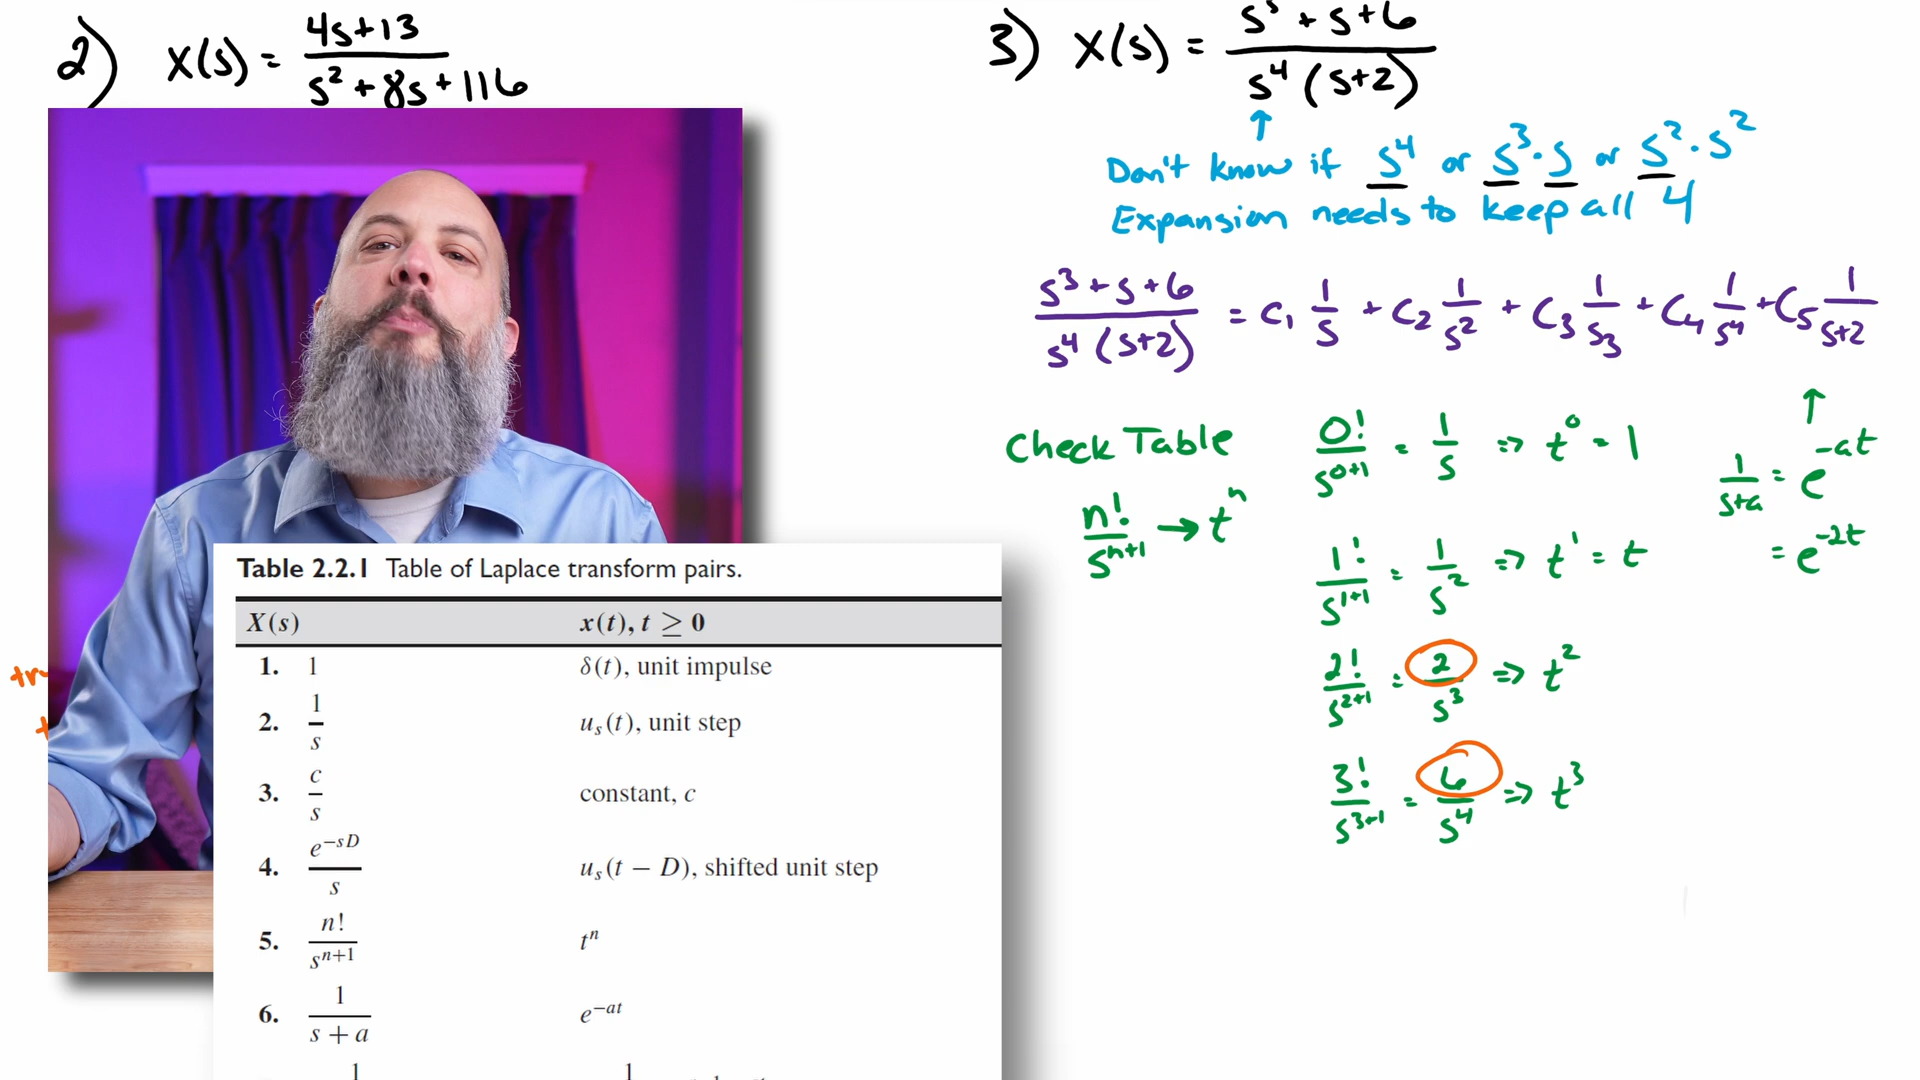 2) X(s) = 4s+13 / s² + 8s + 116
3) X(s) = s³ + s + 6 / s⁴ (s+2)
↑
Don't know if s⁴ or s³·s or s²·s²
Expansion needs to keep all 4
s³ + s + 6 / s⁴ (s+2) = C₁ 1/s + C₂ 1/s² + C₃ 1/s₃ + C₄ 1/s⁴ + C₅ 1/s+2
↑
Check Table
n! / sⁿ⁺¹ → tⁿ
0! / s⁰⁺¹ = 1/s => t⁰ = 1
1! / s¹⁺¹ = 1/s² => t¹ = t
2! / s²⁺¹ = 2/s³ => t²
3! / s³⁺¹ = 6/s⁴ => t³
1 / s+a = e^-at
= e^-2t
Table 2.2.1 Table of Laplace transform pairs.
X(s) x(t), t ≥ 0
1. 1 δ(t), unit impulse
2. 1/s uₛ(t), unit step
3. c/s constant, c
4. e^−sD / s uₛ(t − D), shifted unit step
5. n! / sⁿ⁺¹ tⁿ
6. 1 / s + a e^−at